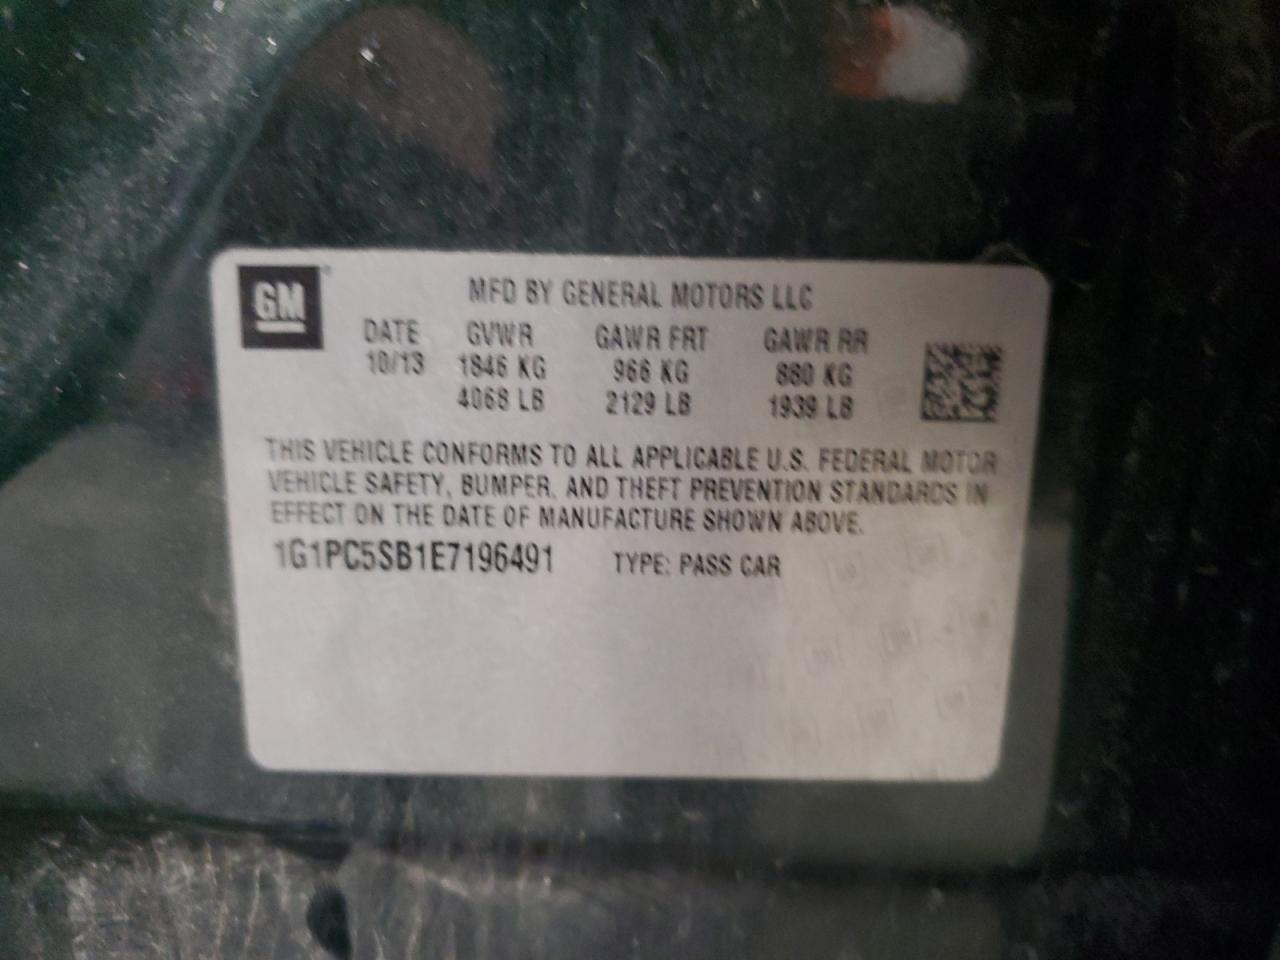 GM
MFD BY GENERAL MOTORS LLC
DATE GVWR GAWR FRT GAWR RR
10/13 1846 KG 966 KG 880 KG
4068 LB 2129 LB 1939 LB
THIS VEHICLE CONFORMS TO ALL APPLICABLE U.S. FEDERAL MOTOR
VEHICLE SAFETY, BUMPER, AND THEFT PREVENTION STANDARDS IN
EFFECT ON THE DATE OF MANUFACTURE SHOWN ABOVE.
1G1PC5SB1E7196491 TYPE: PASS CAR